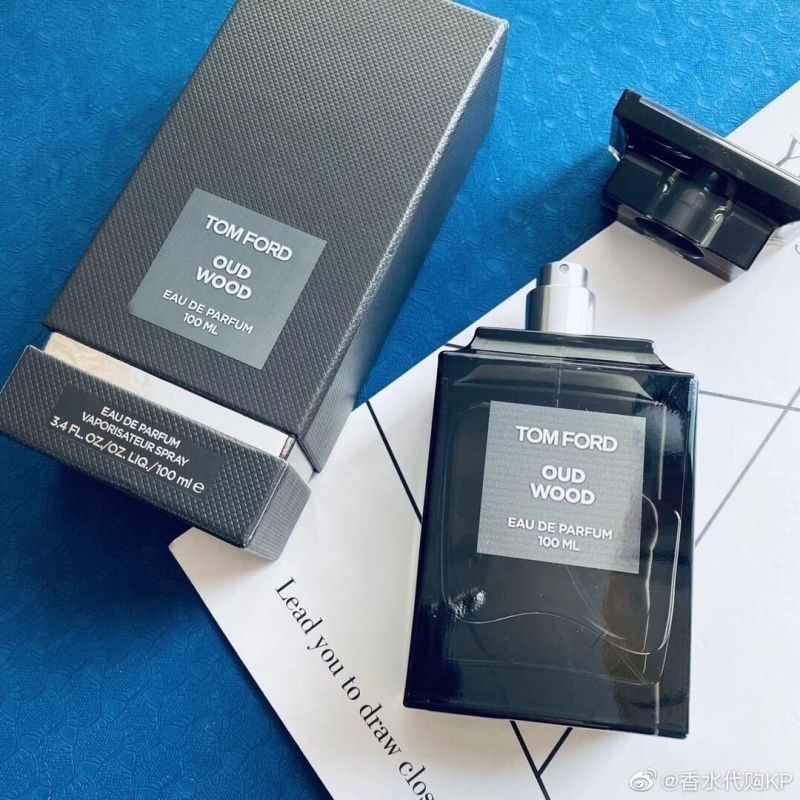 TOM FORD
OUD
WOOD
EAU DE PARFUM
100 ML
EAU DE PARFUM
VAPORISATEUR SPRAY
3.4 FL. OZ./OZ. LIQ./100 ml ℮
TOM FORD
OUD
WOOD
EAU DE PARFUM
100 ML
Lead you to draw clos
@香水代购KP